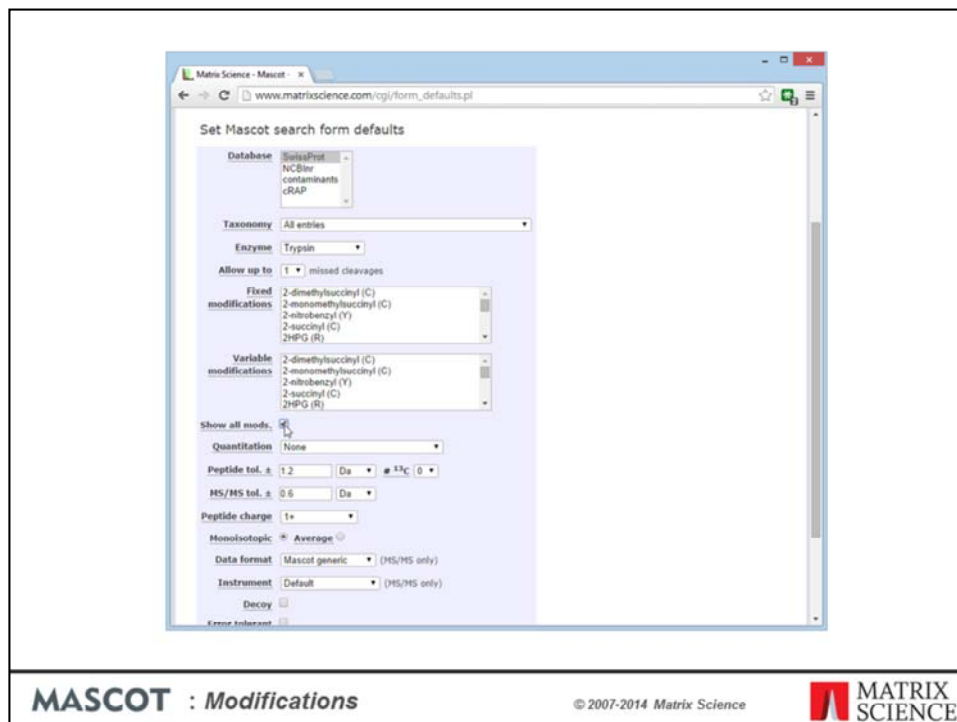 Matrix Science - Mascot -
www.matrixscience.com/cgi/form_defaults.pl
Set Mascot search form defaults
Database SwissProt
NCBInr
contaminants
cRAP
Taxonomy All entries
Enzyme Trypsin
Allow up to 1 missed cleavages
Fixed modifications 2-dimethylsuccinyl (C)
2-monomethylsuccinyl (C)
2-nitrobenzyl (Y)
2-succinyl (C)
2HPG (R)
Variable modifications 2-dimethylsuccinyl (C)
2-monomethylsuccinyl (C)
2-nitrobenzyl (Y)
2-succinyl (C)
2HPG (R)
Show all mods.
Quantitation None
Peptide tol. ± 1.2 Da # ¹³C 0
MS/MS tol. ± 0.6 Da
Peptide charge 1+
Monoisotopic Average
Data format Mascot generic (MS/MS only)
Instrument Default (MS/MS only)
Decoy
Error tolerant
MASCOT : Modifications © 2007-2014 Matrix Science
MATRIX
SCIENCE